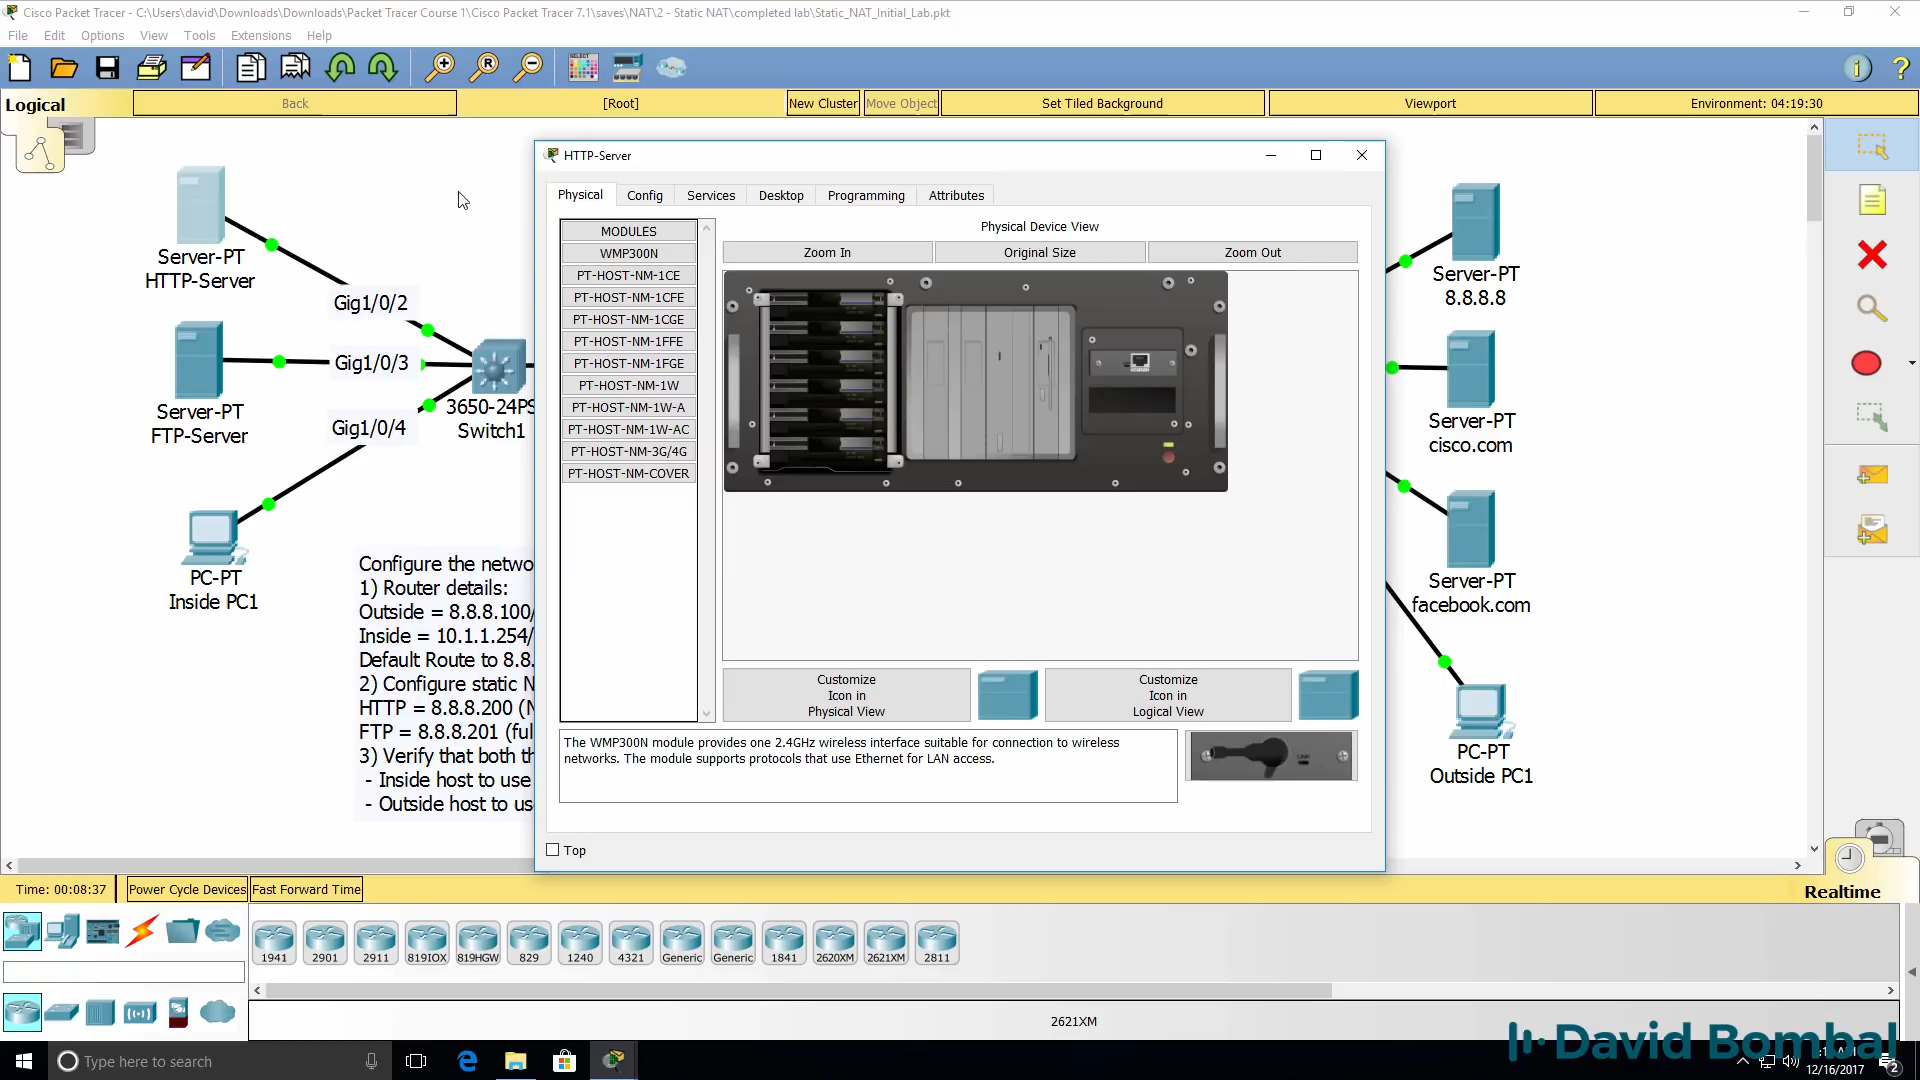 Cisco Packet Tracer - C:\Users\david\Downloads\Downloads\Packet Tracer Course 1\Cisco Packet Tracer 7.1\saves\NAT\2 - Static NAT\completed lab\Static_NAT_Initial_Lab.pkt
File Edit Options View Tools Extensions Help
Logical Back [Root] New Cluster Move Object Set Tiled Background Viewport Environment: 04:19:30
HTTP-Server
Physical Config Services Desktop Programming Attributes
MODULES
WMP300N
PT-HOST-NM-1CE
PT-HOST-NM-1CFE
PT-HOST-NM-1CGE
PT-HOST-NM-1FFE
PT-HOST-NM-1FGE
PT-HOST-NM-1W
PT-HOST-NM-1W-A
PT-HOST-NM-1W-AC
PT-HOST-NM-3G/4G
PT-HOST-NM-COVER
Physical Device View
Zoom In Original Size Zoom Out
Customize
Icon in
Physical View
Customize
Icon in
Logical View
The WMP300N module provides one 2.4GHz wireless interface suitable for connection to wireless
networks. The module supports protocols that use Ethernet for LAN access.
Top
Server-PT
HTTP-Server
Gig1/0/2
Server-PT
FTP-Server
Gig1/0/3
Gig1/0/4
3650-24PS
Switch1
PC-PT
Inside PC1
Configure the netwo
1) Router details:
Outside = 8.8.8.100/
Inside = 10.1.1.254/
Default Route to 8.8.
2) Configure static N
HTTP = 8.8.8.200 (N
FTP = 8.8.8.201 (ful
3) Verify that both th
- Inside host to use
- Outside host to us
Server-PT
8.8.8.8
Server-PT
cisco.com
Server-PT
facebook.com
PC-PT
Outside PC1
Time: 00:08:37 Power Cycle Devices Fast Forward Time Realtime
1941 2901 2911 819IOX 819HGW 829 1240 4321 Generic Generic 1841 2620XM 2621XM 2811
2621XM
David Bombal
Type here to search
12/16/2017
2